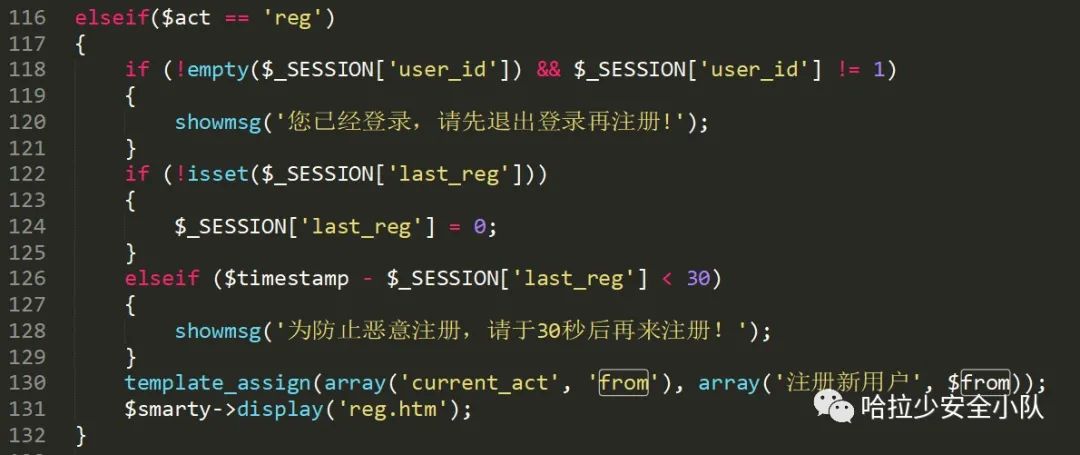 116 elseif($act == 'reg')
117 {
118     if (!empty($_SESSION['user_id']) && $_SESSION['user_id'] != 1)
119     {
120         showmsg('您已经登录，请先退出登录再注册!');
121     }
122     if (!isset($_SESSION['last_reg']))
123     {
124         $_SESSION['last_reg'] = 0;
125     }
126     elseif ($timestamp - $_SESSION['last_reg'] < 30)
127     {
128         showmsg('为防止恶意注册，请于30秒后再来注册！');
129     }
130     template_assign(array('current_act', 'from'), array('注册新用户', $from));
131     $smarty->display('reg.htm');
哈拉少安全小队
132 }